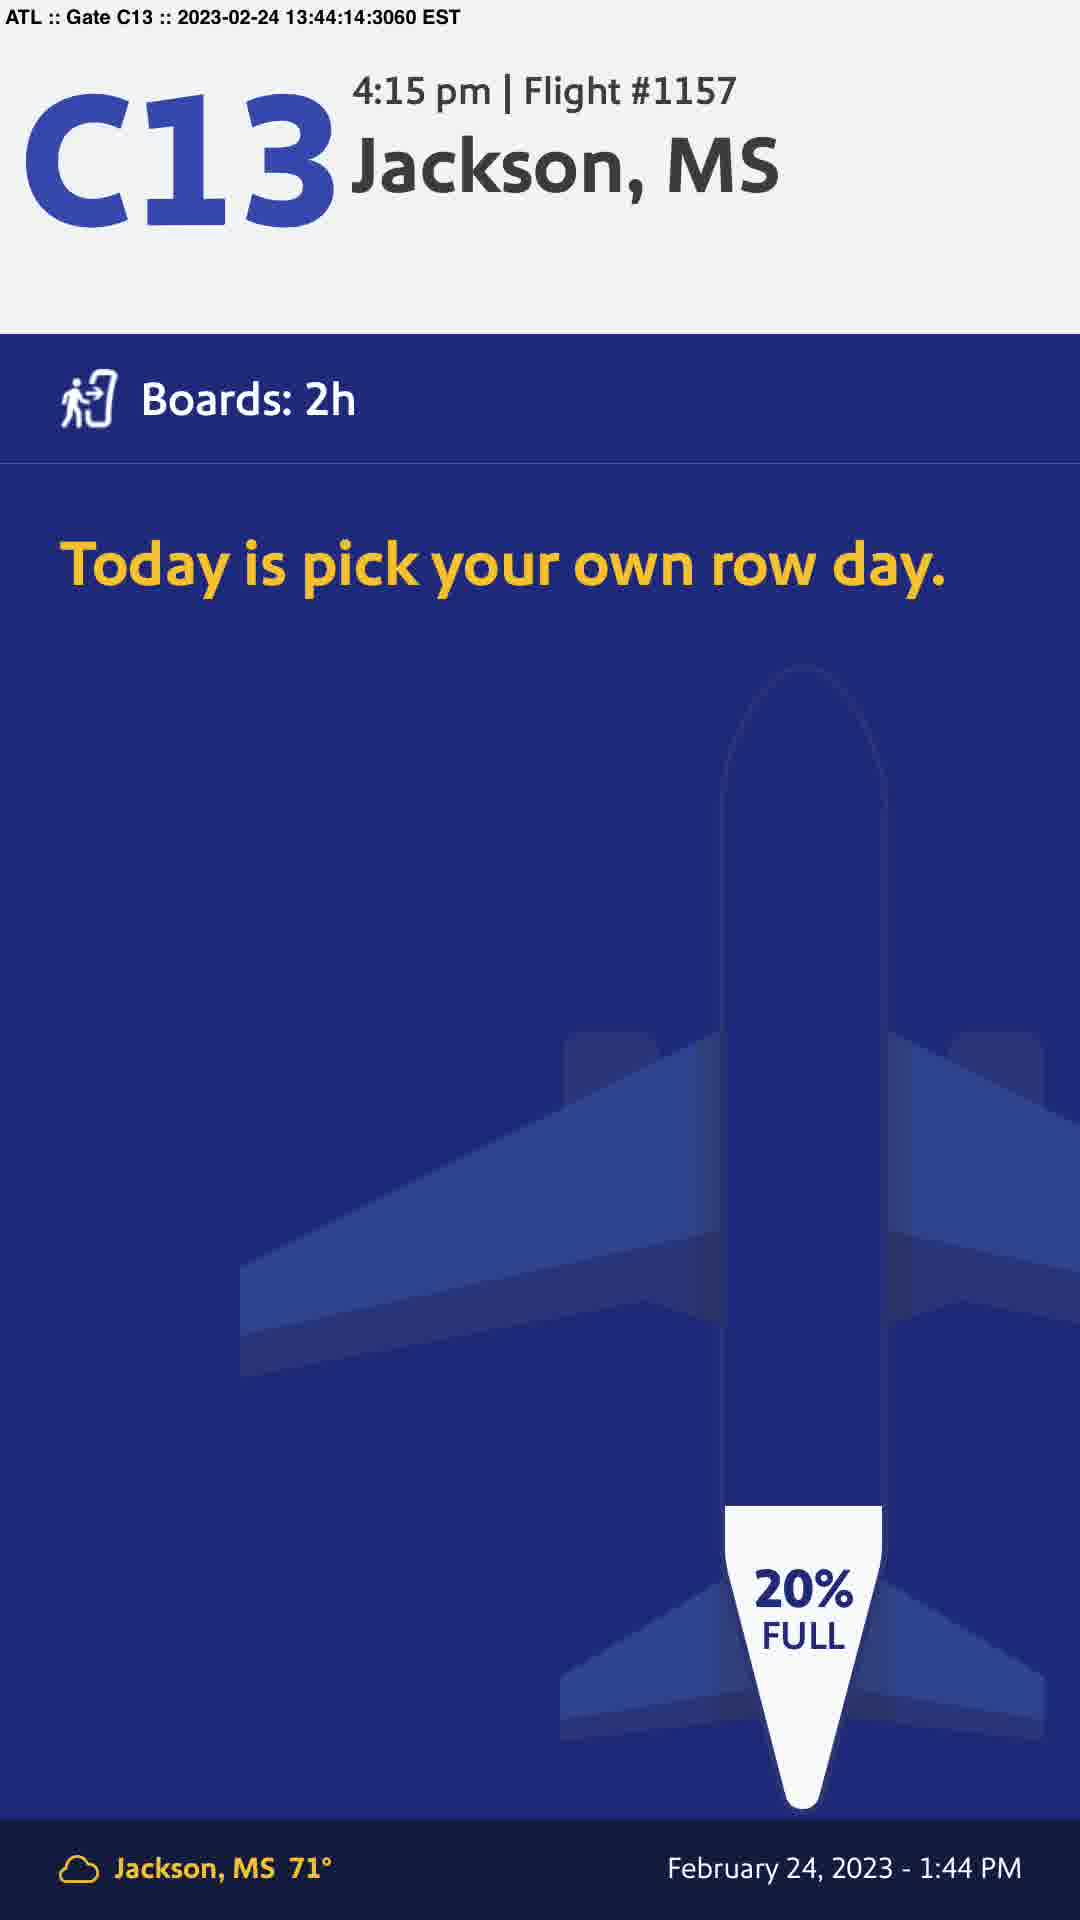 ATL :: Gate C13 :: 2023-02-24 13:44:14:3060 EST
C13
4:15 pm | Flight #1157
Jackson, MS
Boards: 2h
Today is pick your own row day.
20%
FULL
Jackson, MS 71°
February 24, 2023 - 1:44 PM